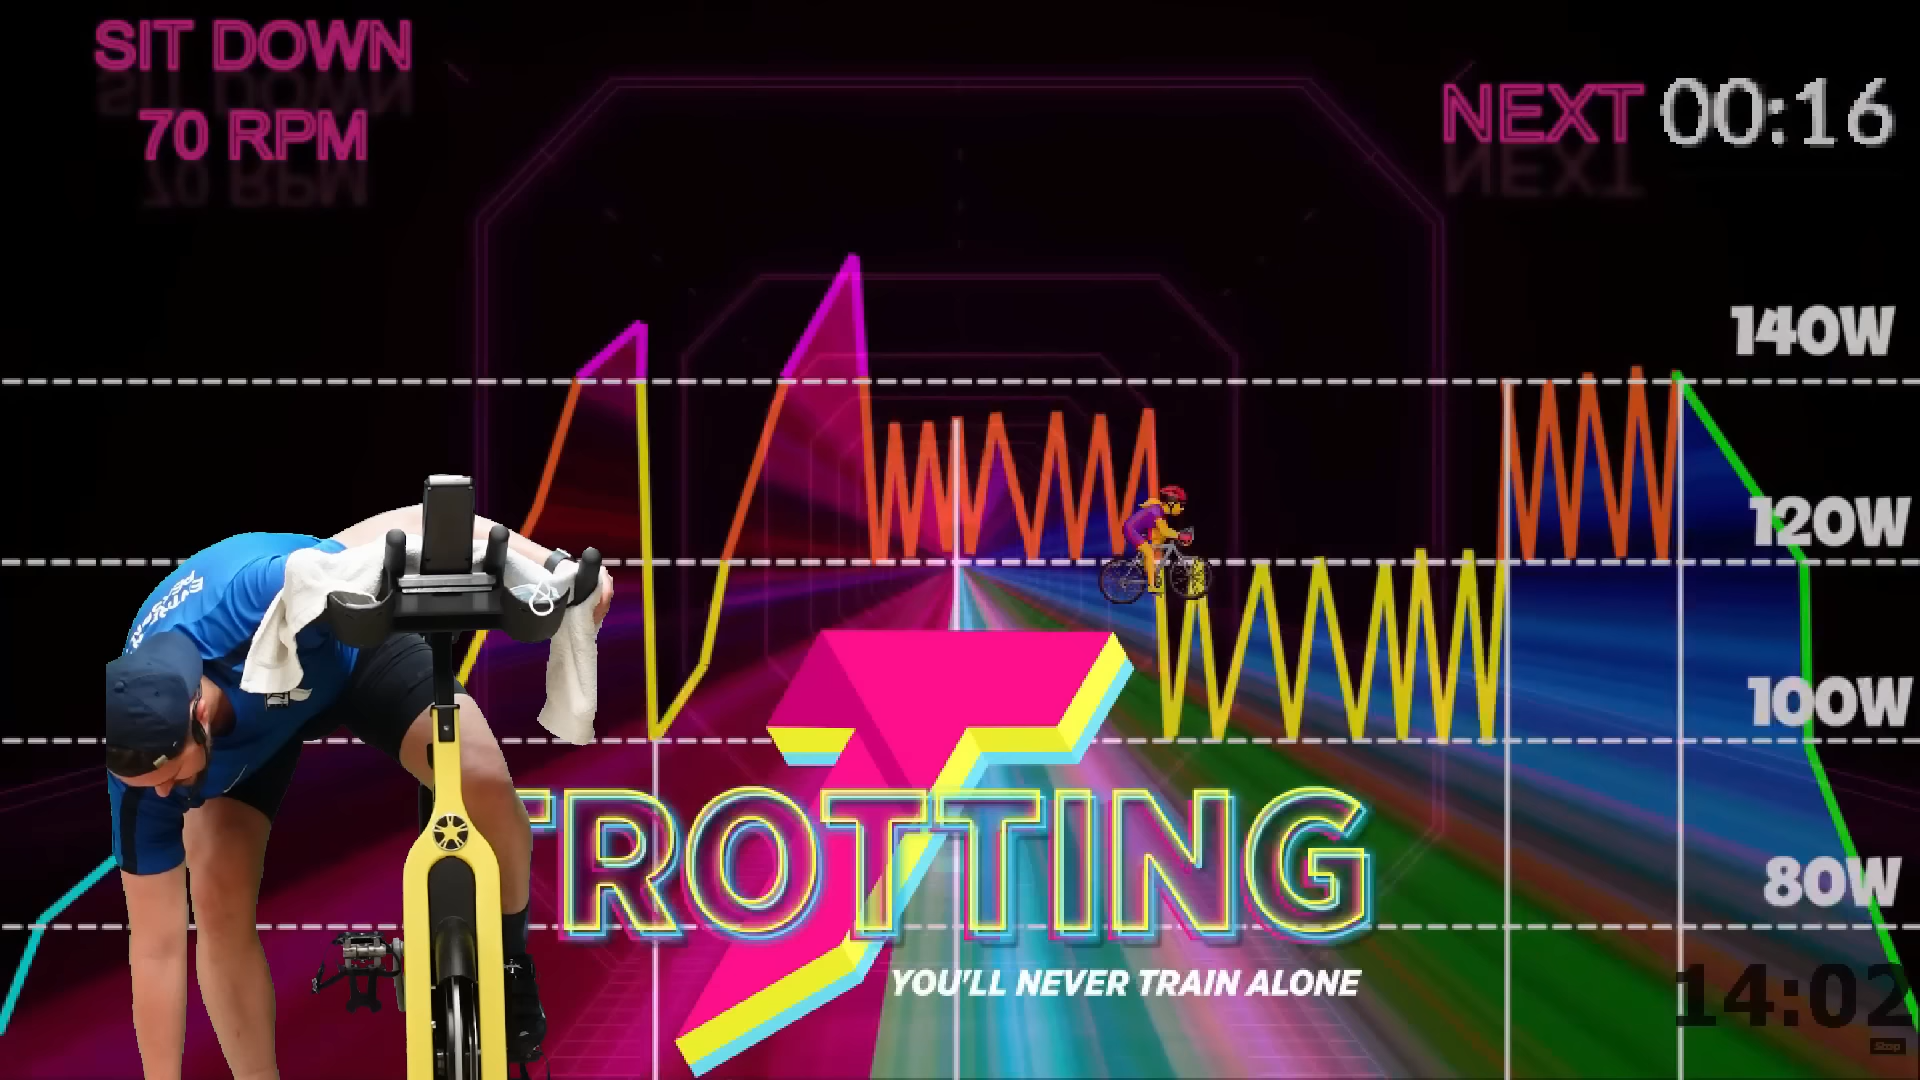 SIT DOWN
70 RPM
NEXT 00:16
140W
120W
100W
80W
TROTTING
YOU'LL NEVER TRAIN ALONE
14:02
Stop